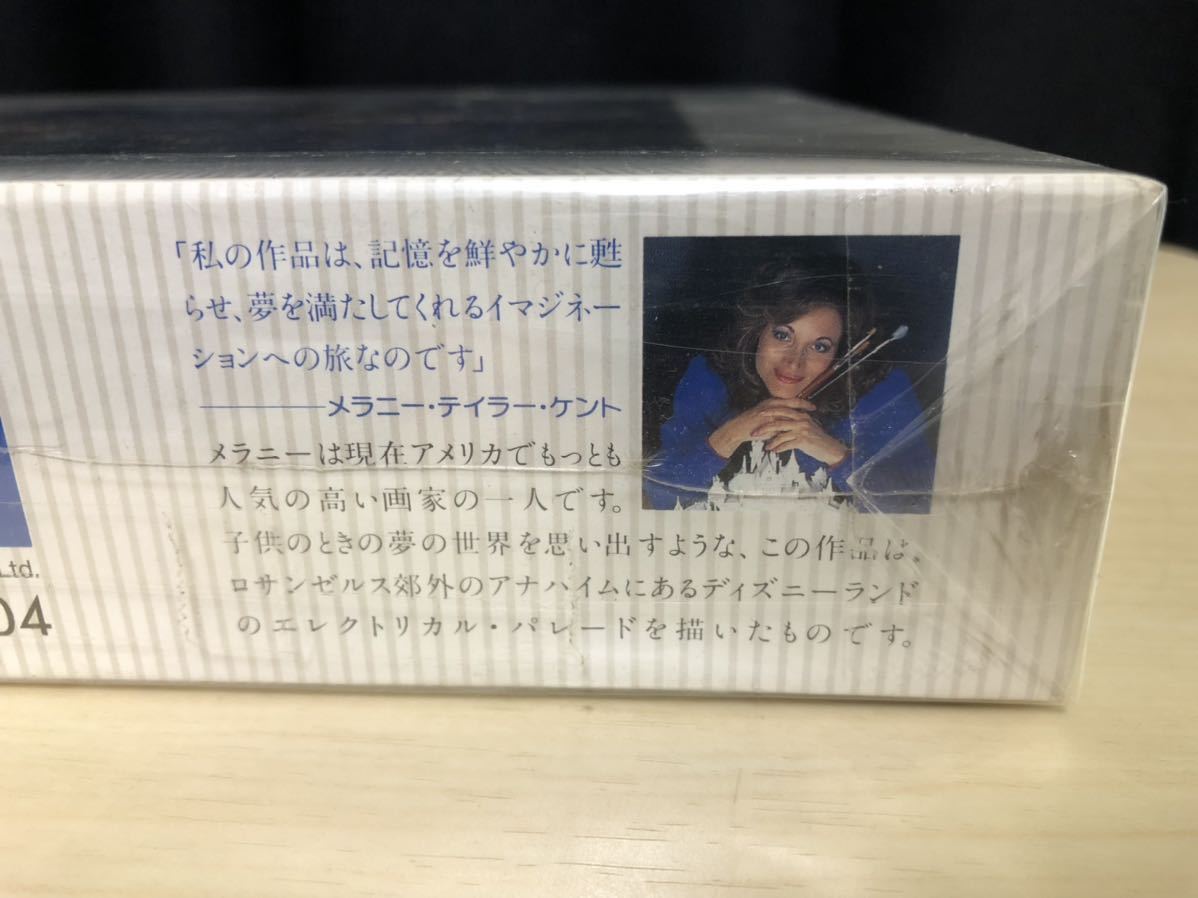 「私の作品は、記憶を鮮やかに甦
らせ、夢を満たしてくれるイマジネー
ションへの旅なのです」
―――メラニー・テイラー・ケント
メラニーは現在アメリカでもっとも
人気の高い画家の一人です。
子供のときの夢の世界を思い出すような、この作品は、
ロサンゼルス郊外のアナハイムにあるディズニーランド
のエレクトリカル・パレードを描いたものです。
Ltd.
04